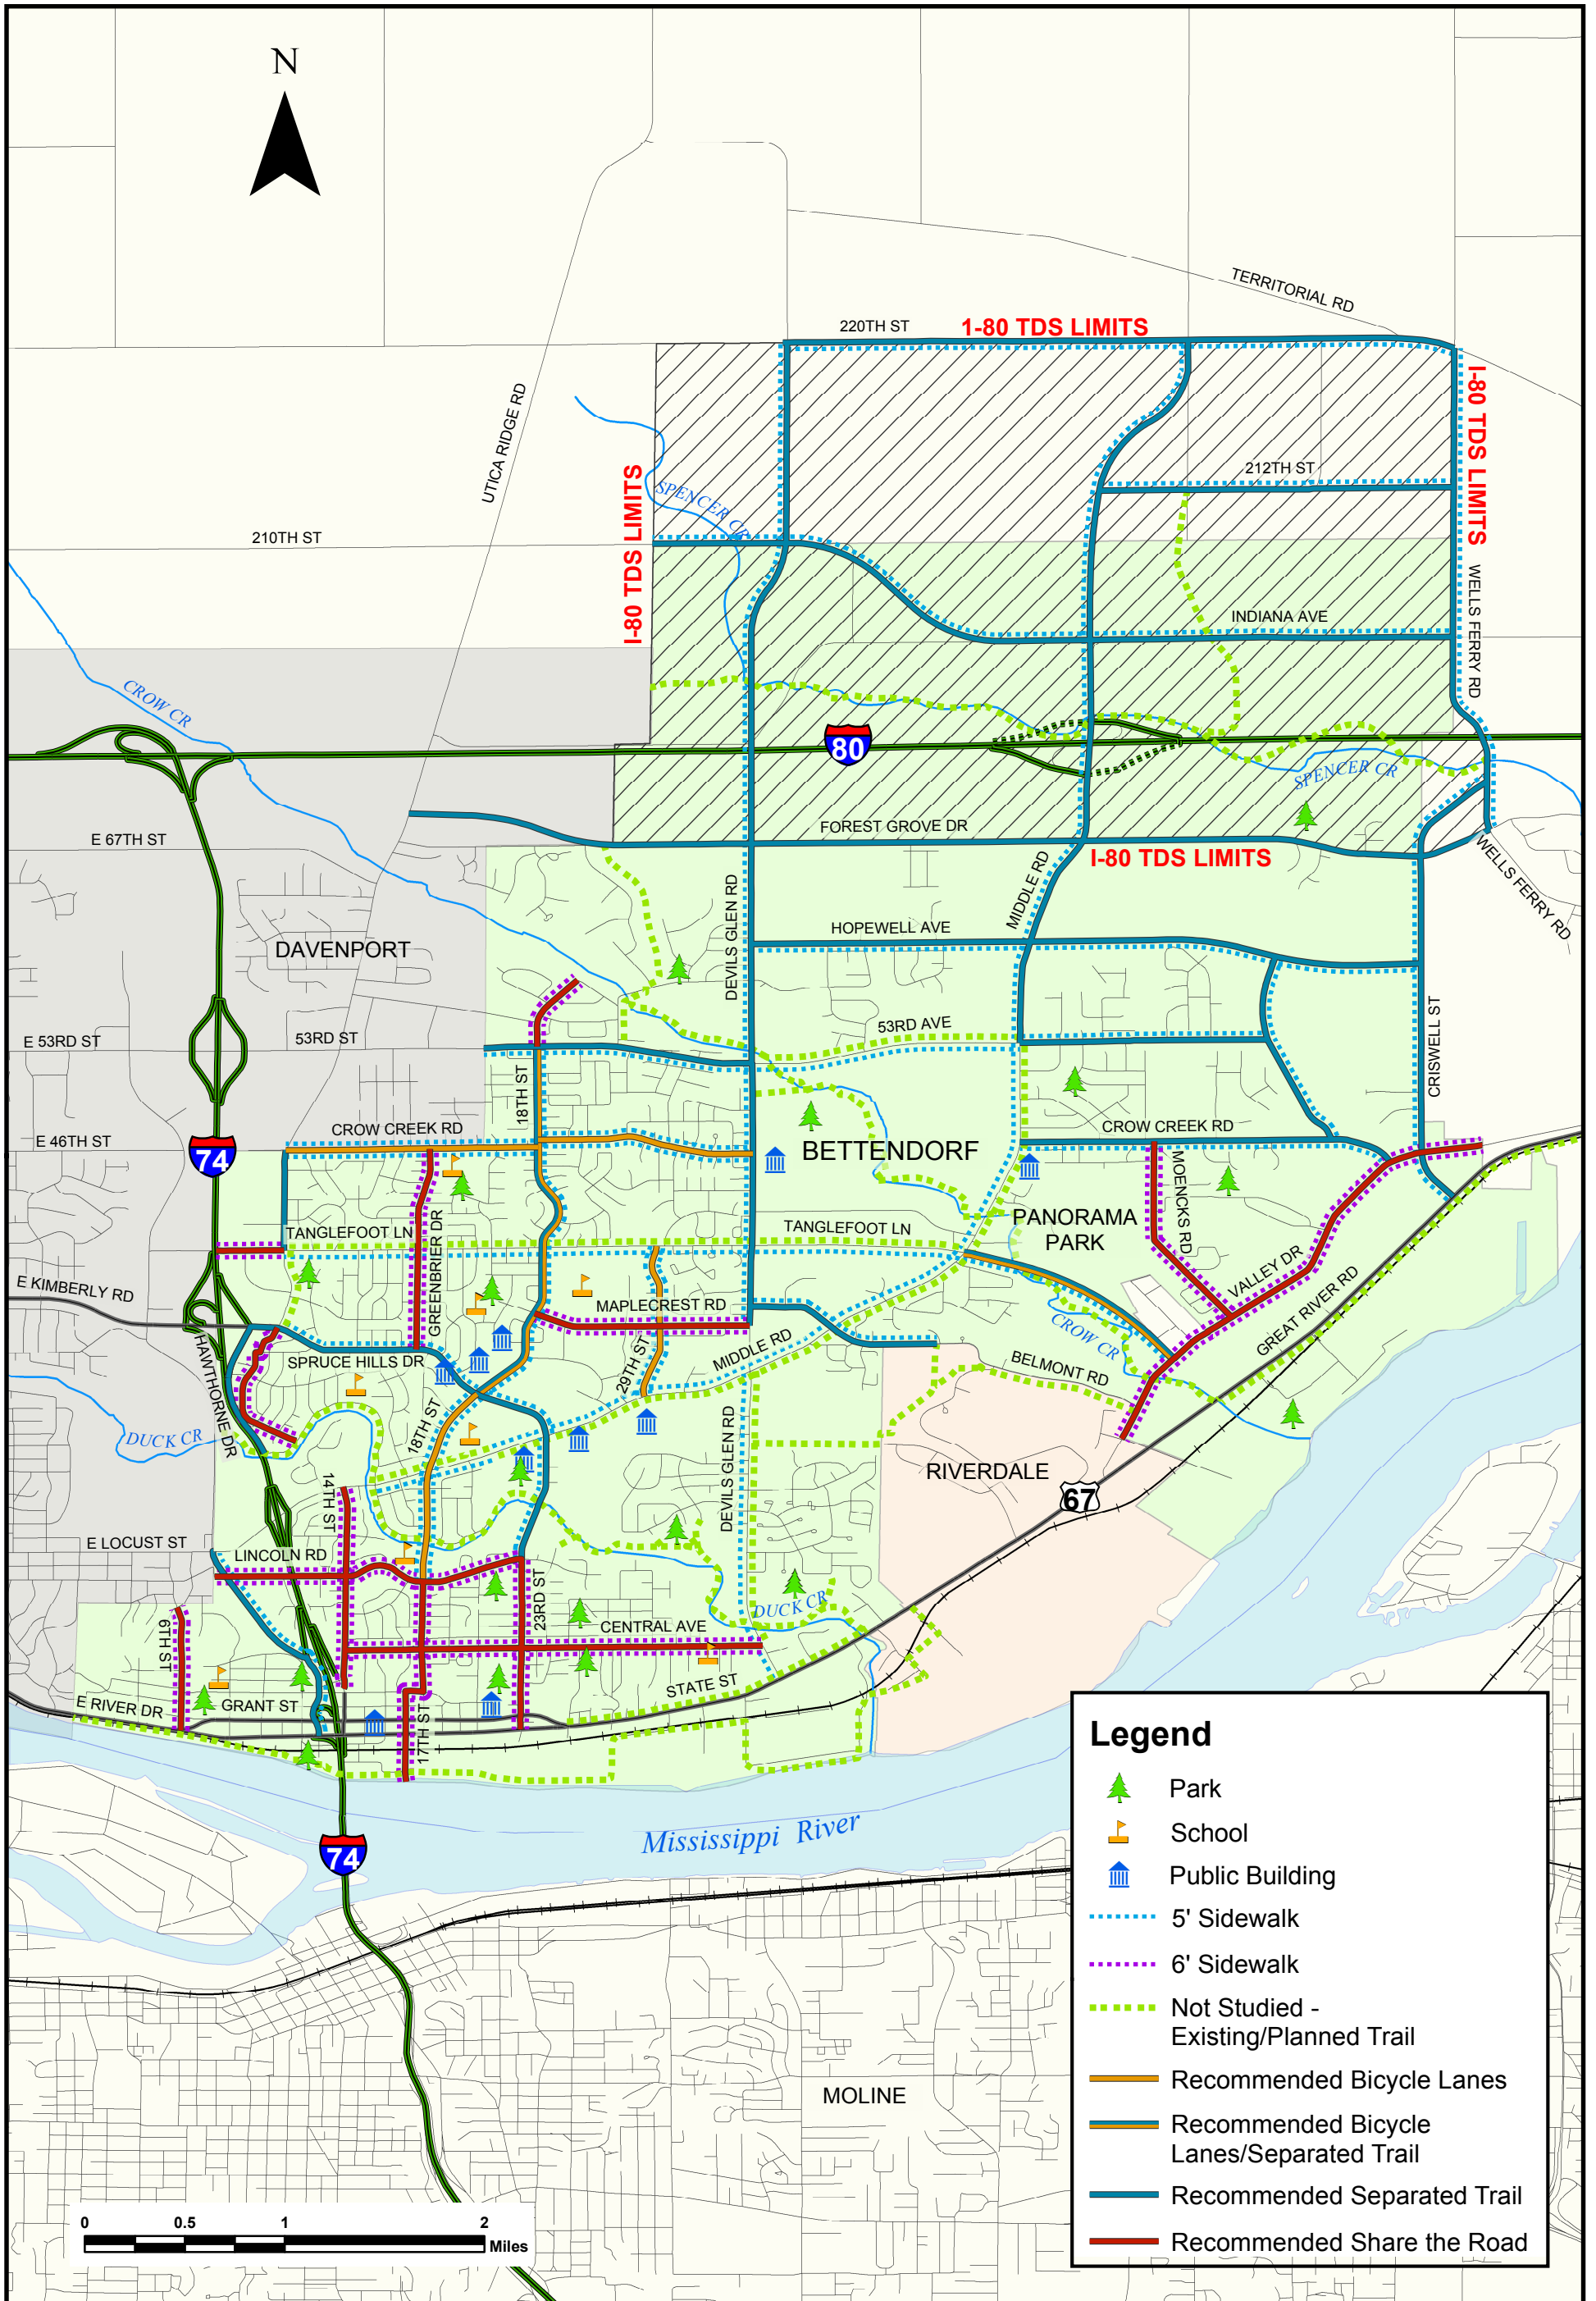 N
TERRITORIAL RD
220TH ST
1-80 TDS LIMITS
I-80 TDS LIMITS
UTICA RIDGE RD
I-80 TDS LIMITS
SPENCER CR
212TH ST
210TH ST
WELLS FERRY RD
INDIANA AVE
CROW CR
80
SPENCER CR
E 67TH ST
FOREST GROVE DR
I-80 TDS LIMITS
WELLS FERRY RD
DEVILS GLEN RD
MIDDLE RD
HOPEWELL AVE
DAVENPORT
E 53RD ST
53RD ST
53RD AVE
CRISWELL ST
18TH ST
CROW CREEK RD
CROW CREEK RD
E 46TH ST
74
BETTENDORF
MOENCKS RD
PANORAMA
PARK
TANGLEFOOT LN
TANGLEFOOT LN
GREENBRIER DR
VALLEY DR
E KIMBERLY RD
MAPLECREST RD
GREAT RIVER RD
CROW CR
HAWTHORNE DR
SPRUCE HILLS DR
29TH ST
MIDDLE RD
BELMONT RD
18TH ST
DUCK CR
DEVILS GLEN RD
RIVERDALE
67
14TH ST
E LOCUST ST
LINCOLN RD
23RD ST
DUCK CR
6TH ST
CENTRAL AVE
STATE ST
E RIVER DR
GRANT ST
17TH ST
Mississippi River
74
MOLINE
Legend
Park
School
Public Building
5' Sidewalk
6' Sidewalk
Not Studied -
Existing/Planned Trail
Recommended Bicycle Lanes
Recommended Bicycle
Lanes/Separated Trail
Recommended Separated Trail
Recommended Share the Road
0 0.5 1 2
Miles